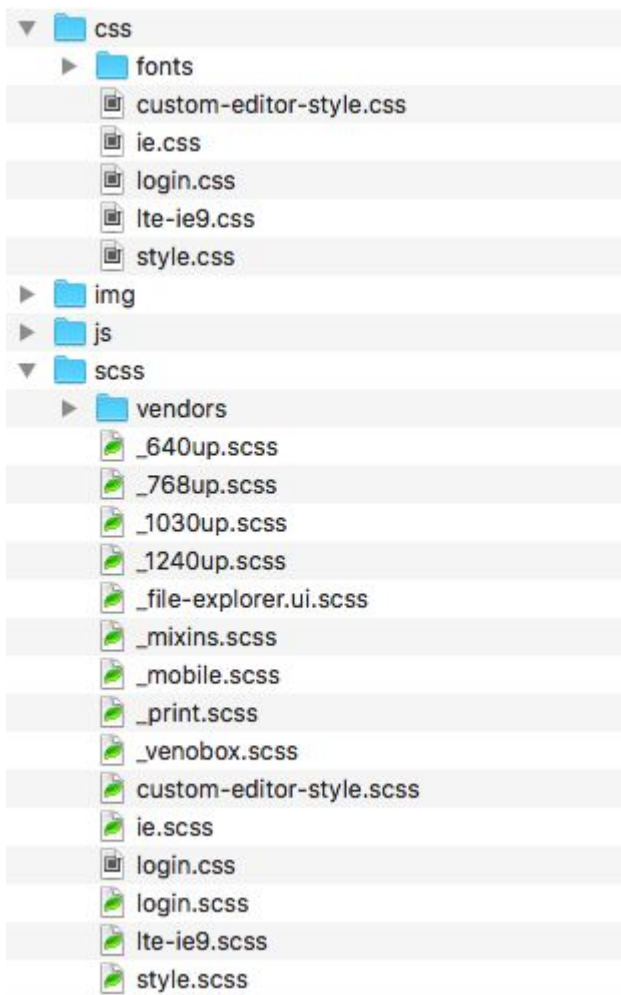 css
fonts
custom-editor-style.css
ie.css
login.css
lte-ie9.css
style.css
img
js
scss
vendors
_640up.scss
_768up.scss
_1030up.scss
_1240up.scss
_file-explorer.ui.scss
_mixins.scss
_mobile.scss
_print.scss
_venobox.scss
custom-editor-style.scss
ie.scss
login.css
login.scss
lte-ie9.scss
style.scss